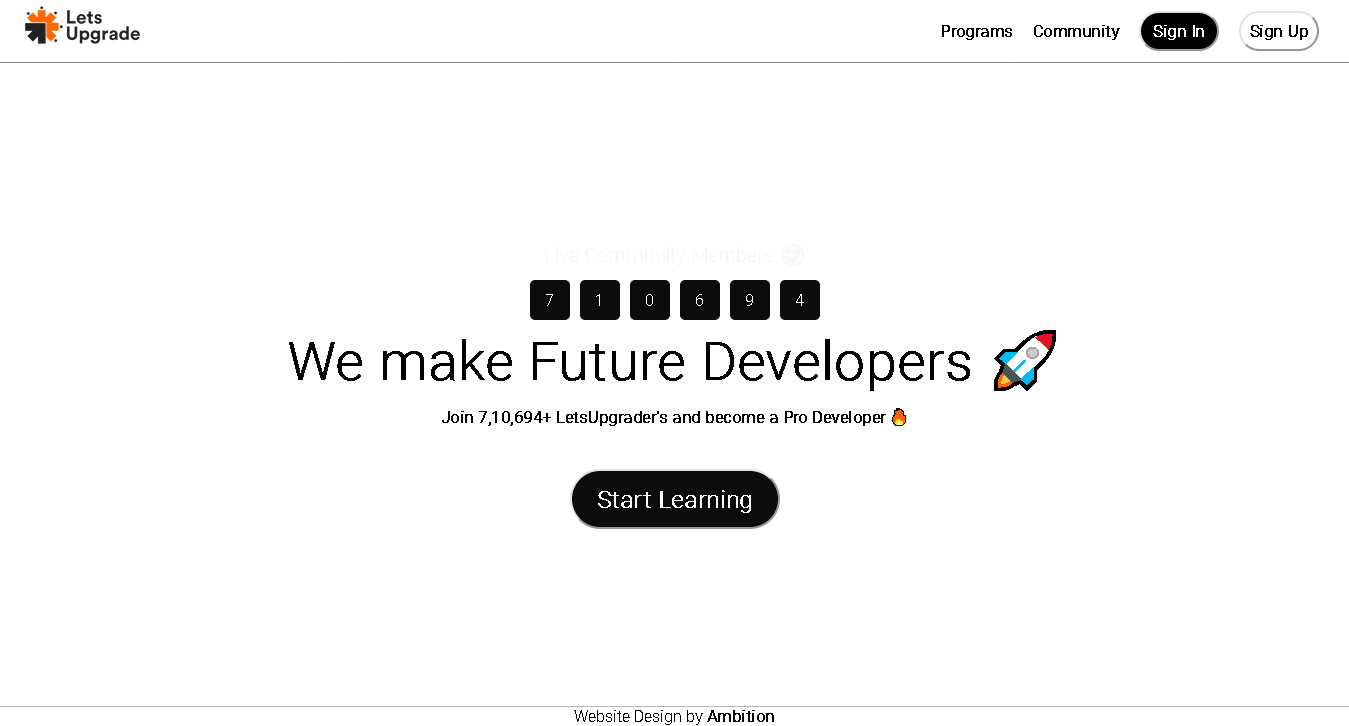 Lets
Upgrade
Programs Community Sign In Sign Up
Live Community Members 🤩
7 1 0 6 9 4
We make Future Developers 🚀
Join 7,10,694+ LetsUpgrader's and become a Pro Developer 🔥
Start Learning
Website Design by Ambition